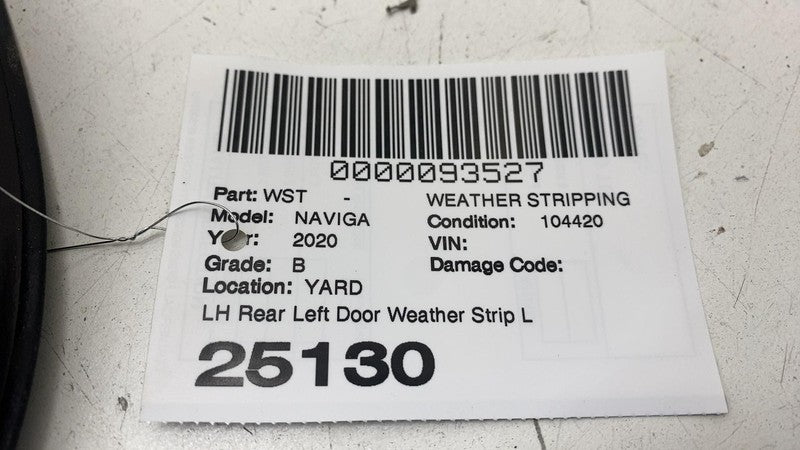 0000093527
Part: WST - WEATHER STRIPPING
Model: NAVIGA Condition: 104420
Year: 2020 VIN:
Grade: B Damage Code:
Location: YARD
LH Rear Left Door Weather Strip L
25130